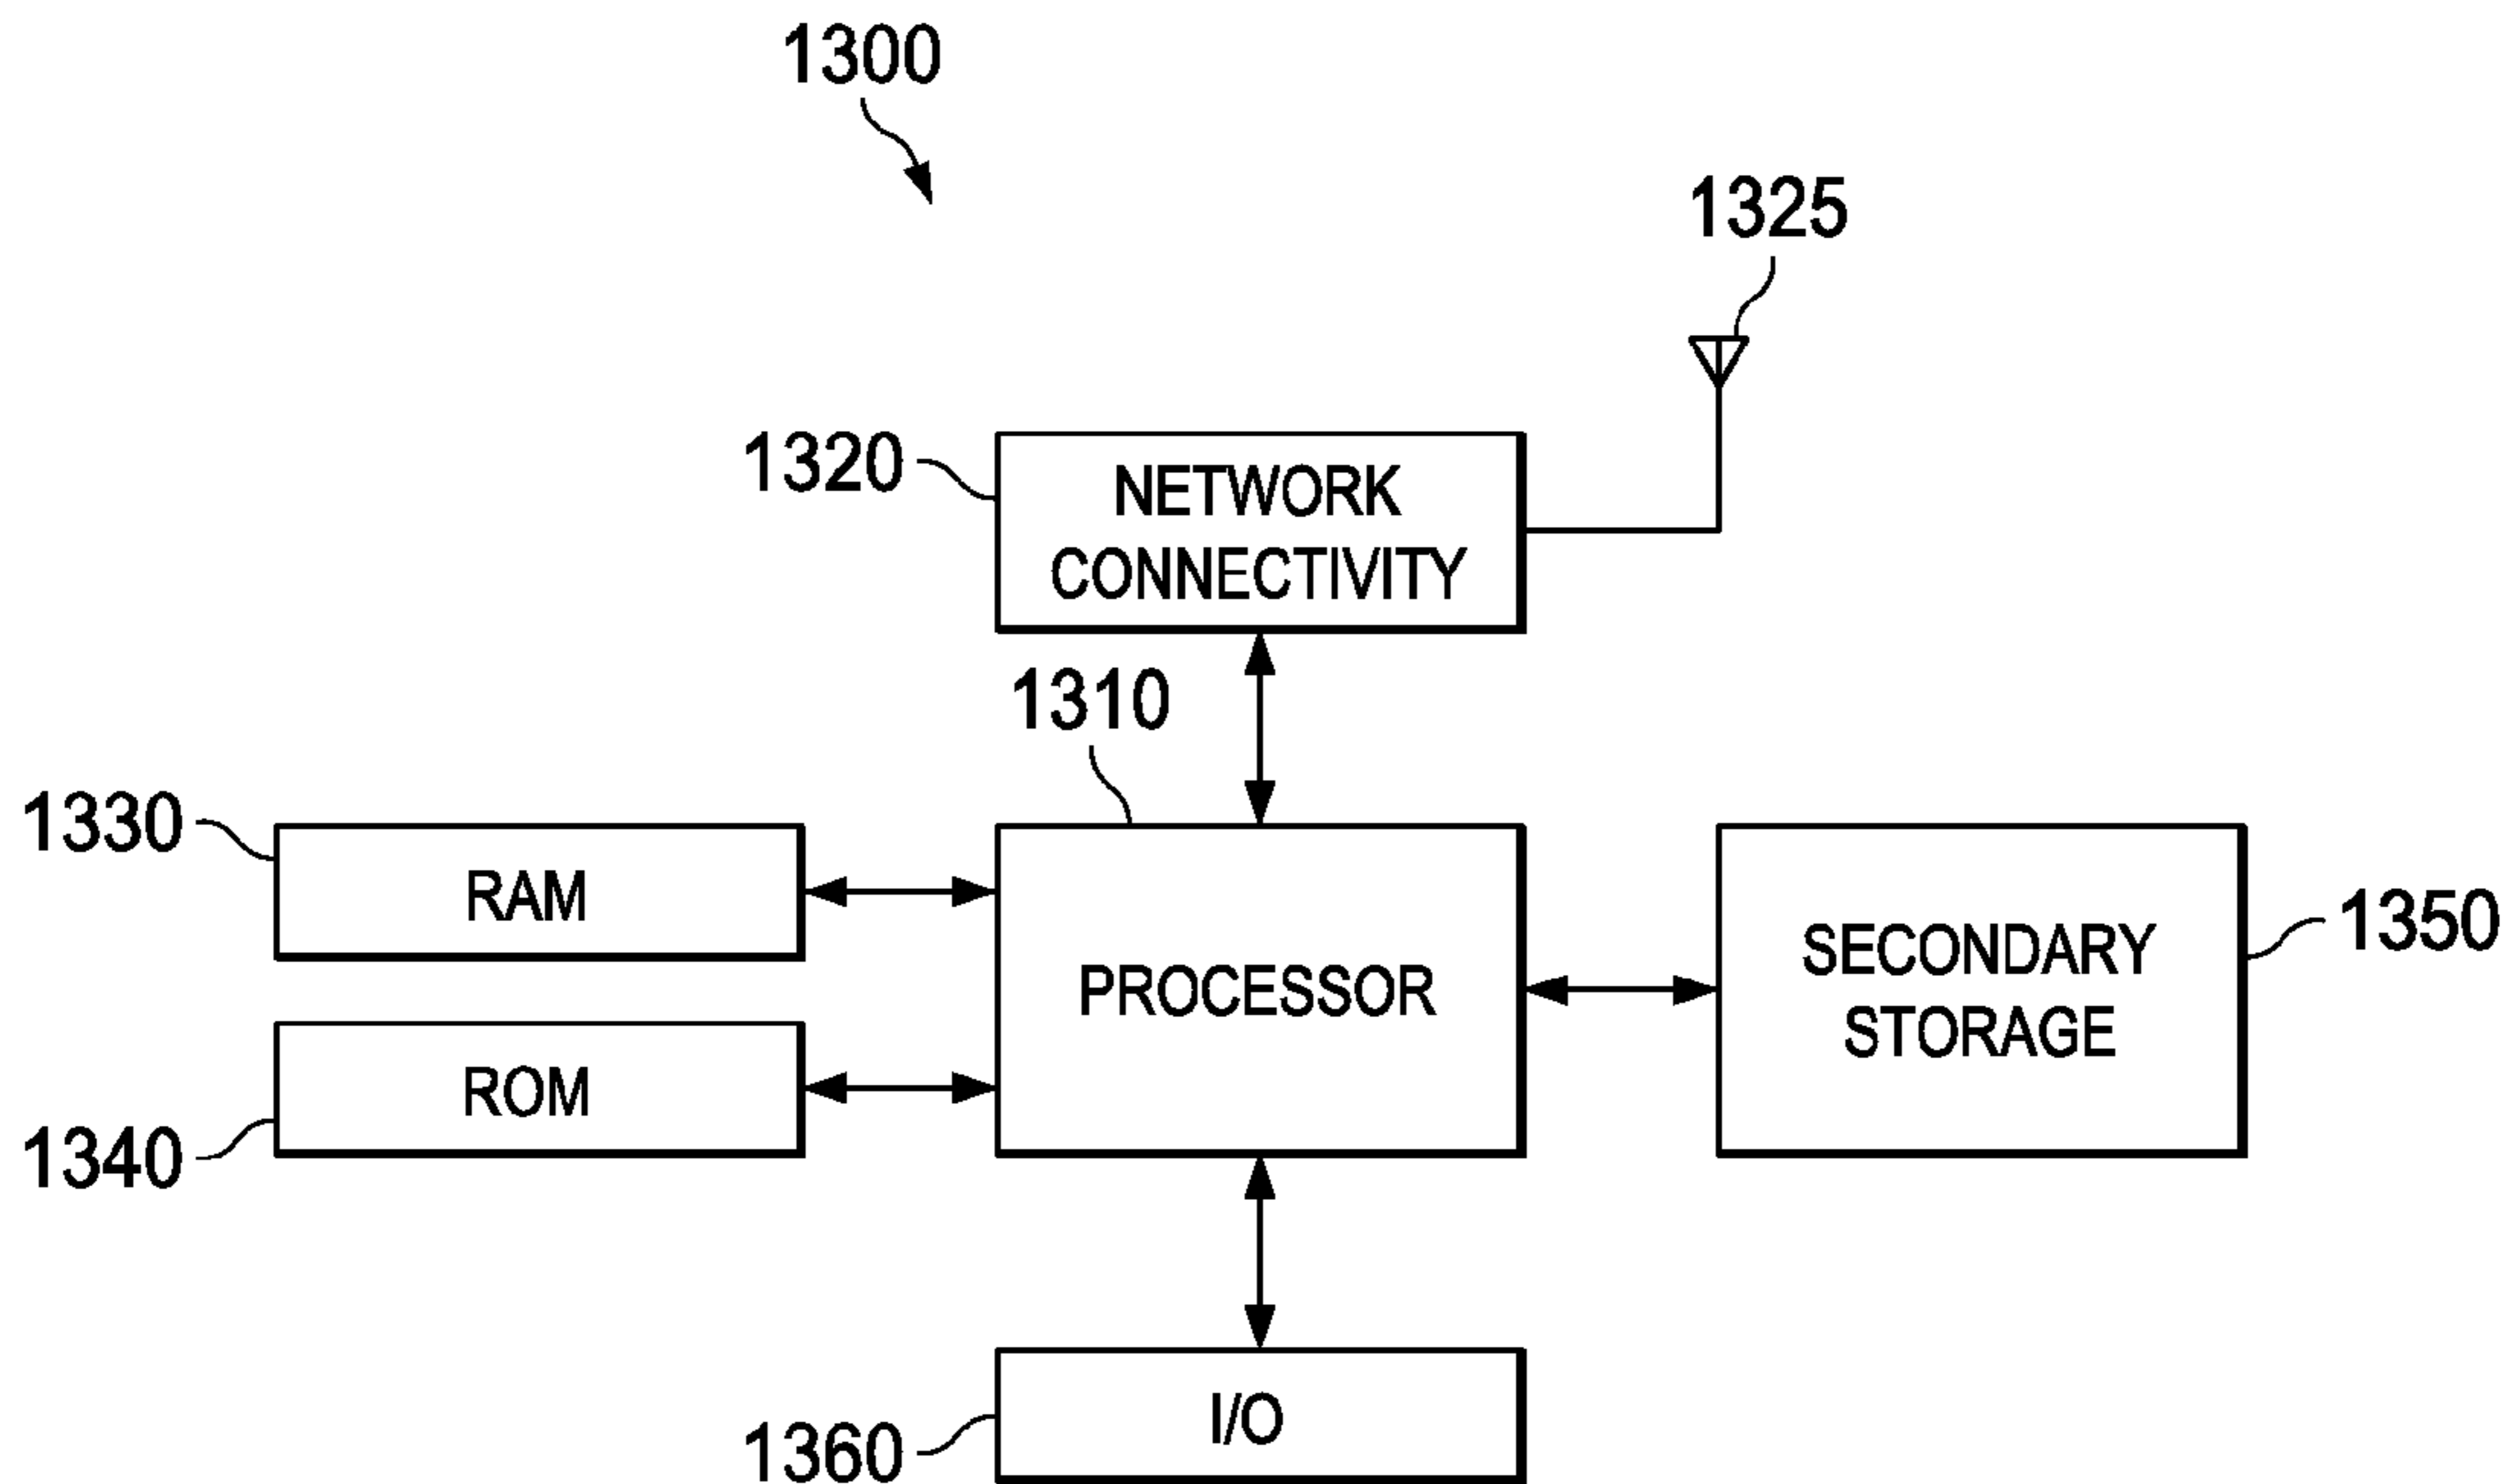 1300
1325
1320
NETWORK
CONNECTIVITY
1310
1330
RAM
PROCESSOR
SECONDARY
STORAGE
1350
ROM
1340
I/O
1360